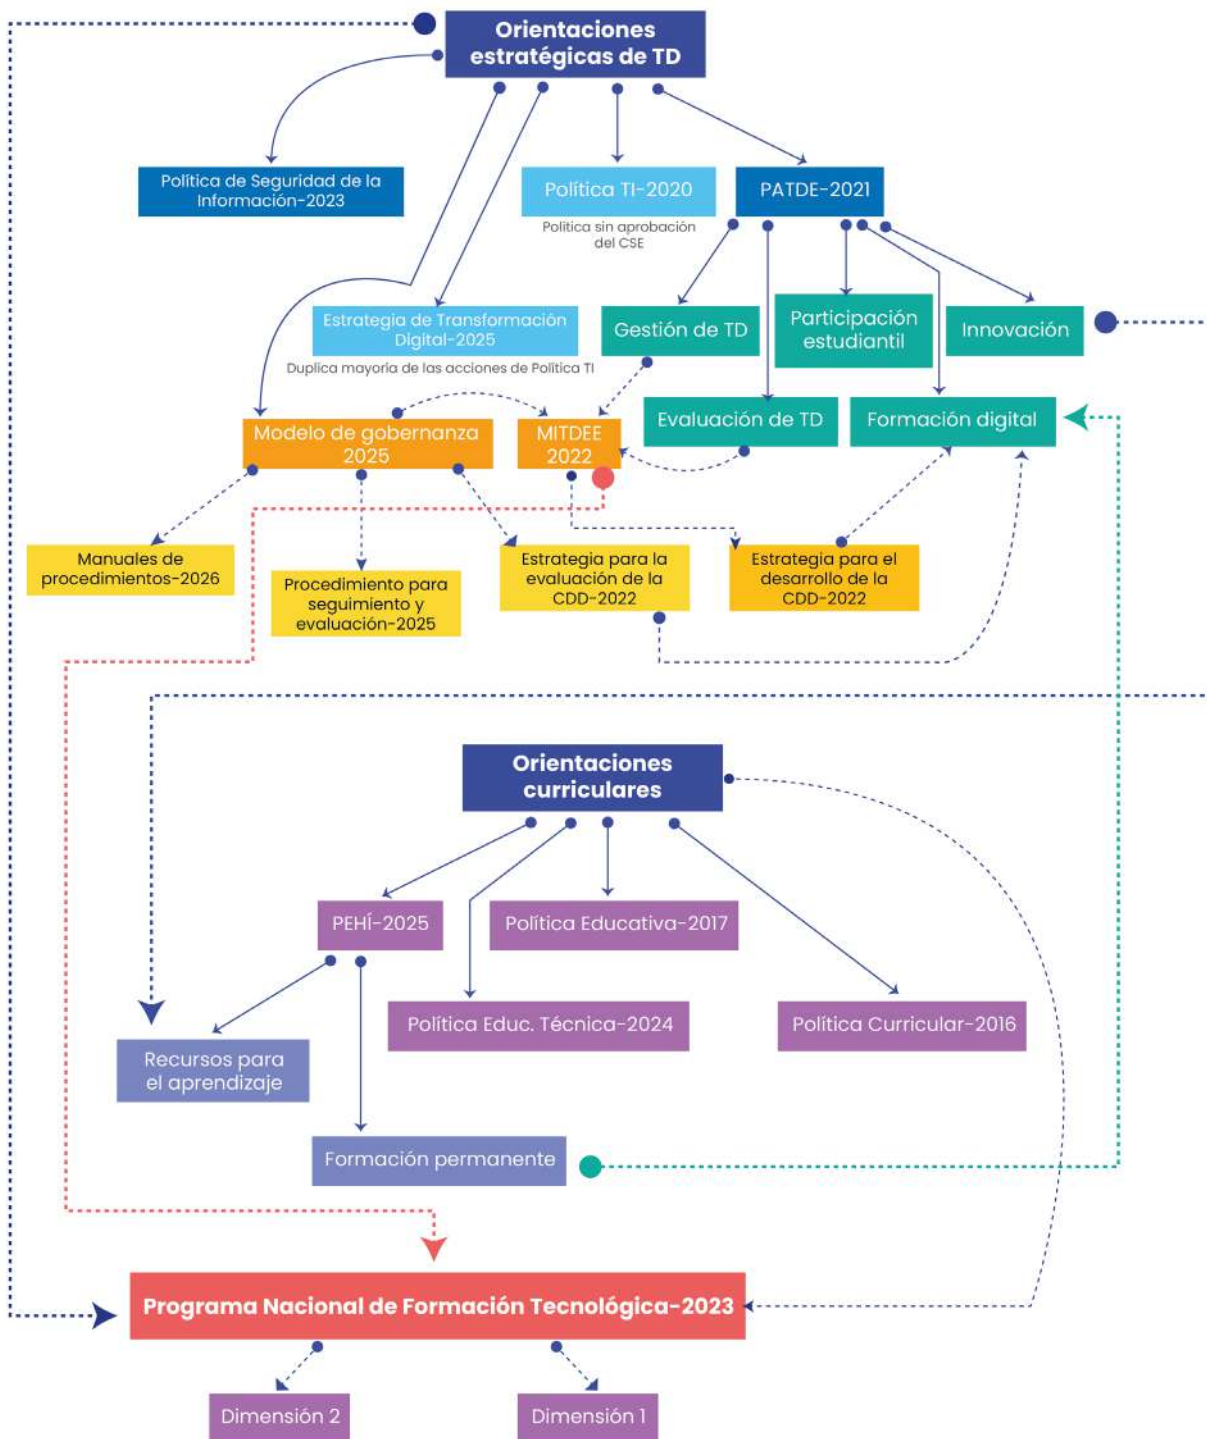 Orientaciones
estratégicas de TD
Política de Seguridad de la
Información-2023
Política TI-2020
Política sin aprobación
del CSE
PATDE-2021
Estrategia de Transformación
Digital-2025
Duplica mayoría de las acciones de Política TI
Gestión de TD
Participación
estudiantil
Innovación
Modelo de gobernanza
2025
MITDEE
2022
Evaluación de TD
Formación digital
Manuales de
procedimientos-2026
Procedimiento para
seguimiento y
evaluación-2025
Estrategia para la
evaluación de la
CDD-2022
Estrategia para el
desarrollo de la
CDD-2022
Orientaciones
curriculares
PEHÍ-2025
Política Educativa-2017
Política Educ. Técnica-2024
Política Curricular-2016
Recursos para
el aprendizaje
Formación permanente
Programa Nacional de Formación Tecnológica-2023
Dimensión 2
Dimensión 1